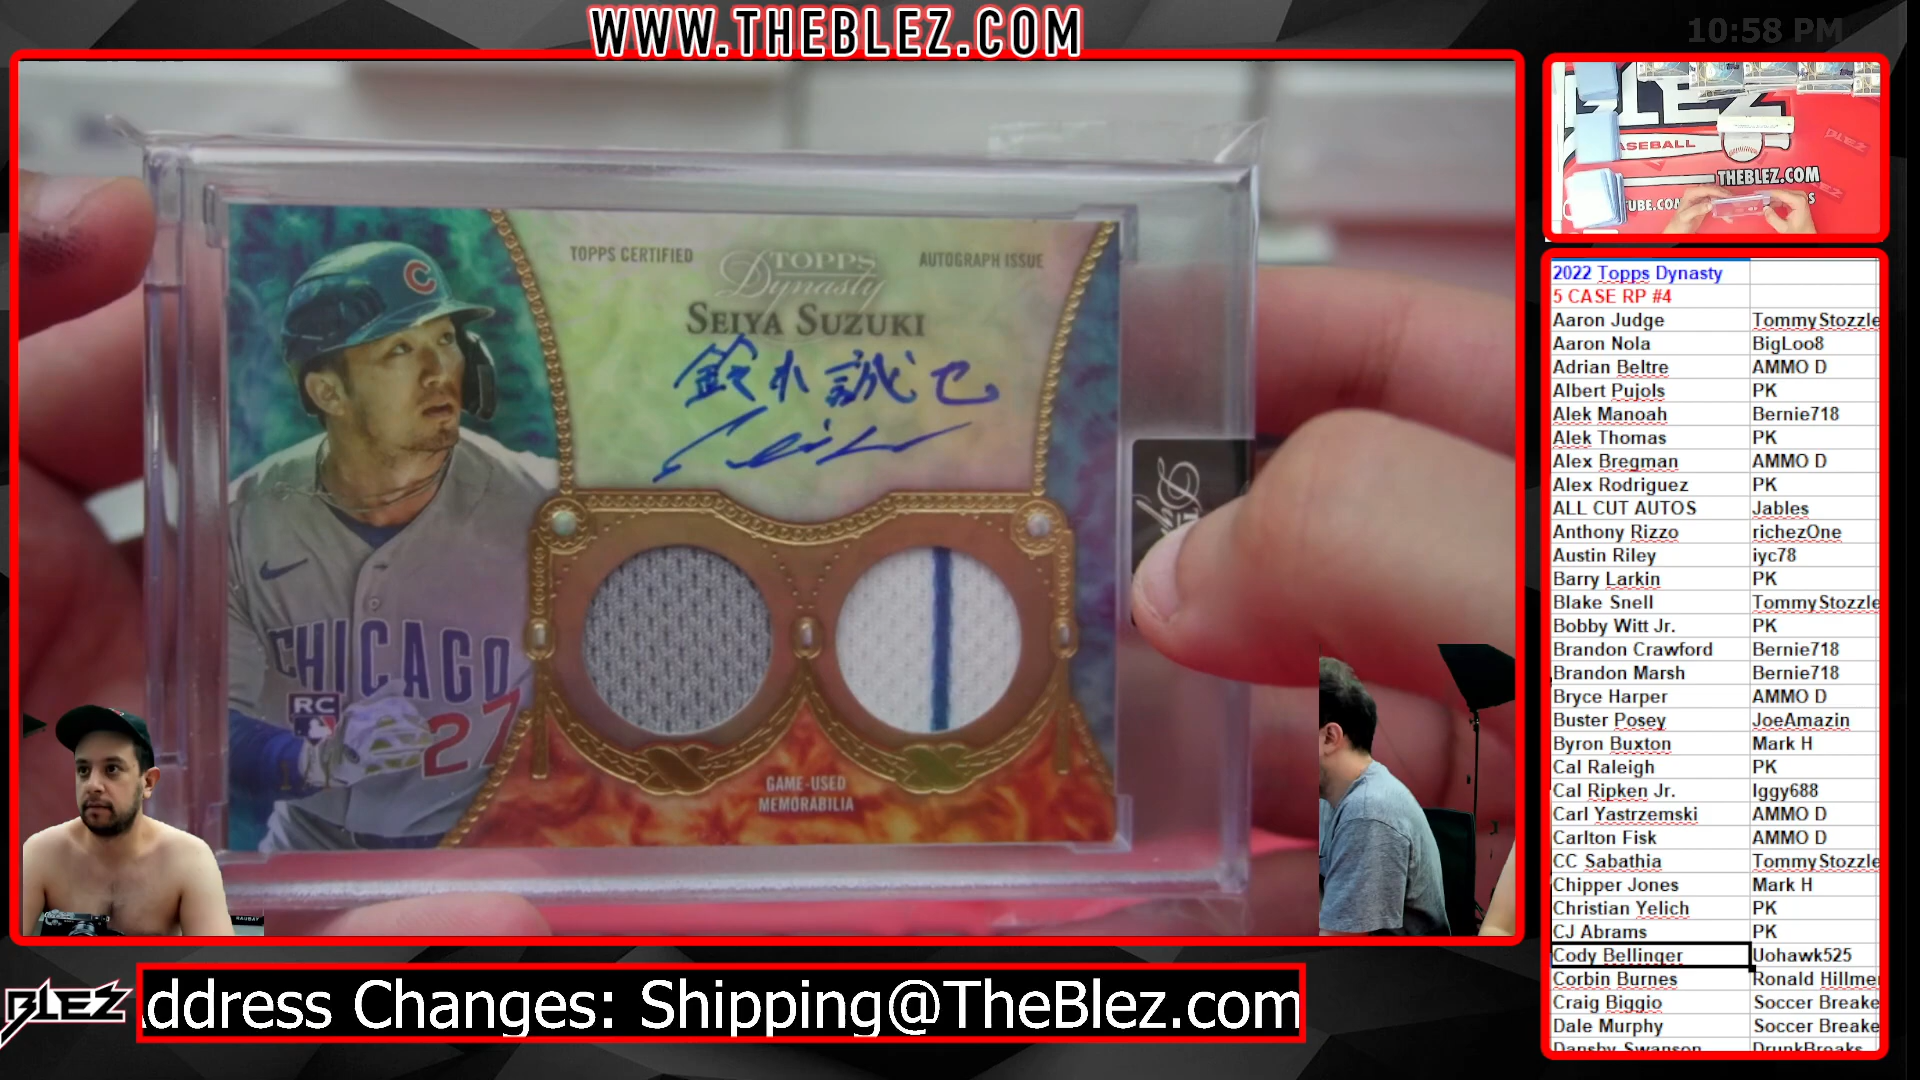 WWW.THEBLEZ.COM
10:58 PM
TOPPS CERTIFIED
TOPPS
Dynasty
AUTOGRAPH ISSUE
SEIYA SUZUKI
鈴木誠也
C
CHICAGO
27
RC
GAME-USED
MEMORABILIA
BLEZ
ASEBALL
THEBLEZ.COM
2022 Topps Dynasty
5 CASE RP #4
Aaron Judge TommyStozzle
Aaron Nola BigLoo8
Adrian Beltre AMMO D
Albert Pujols PK
Alek Manoah Bernie718
Alek Thomas PK
Alex Bregman AMMO D
Alex Rodriguez PK
ALL CUT AUTOS Jables
Anthony Rizzo richezOne
Austin Riley iyc78
Barry Larkin PK
Blake Snell TommyStozzle
Bobby Witt Jr. PK
Brandon Crawford Bernie718
Brandon Marsh Bernie718
Bryce Harper AMMO D
Buster Posey JoeAmazin
Byron Buxton Mark H
Cal Raleigh PK
Cal Ripken Jr. Iggy688
Carl Yastrzemski AMMO D
Carlton Fisk AMMO D
CC Sabathia TommyStozzle
Chipper Jones Mark H
Christian Yelich PK
CJ Abrams PK
Cody Bellinger Uohawk525
Corbin Burnes Ronald Hillme
Craig Biggio Soccer Breake
Dale Murphy Soccer Breake
Dansby Swanson DrunkBreaks
BLEZ
ddress Changes: Shipping@TheBlez.com